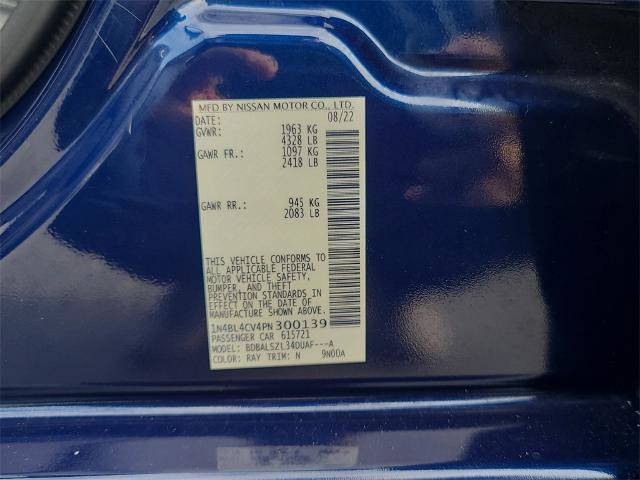 MFD BY NISSAN MOTOR CO., LTD.
DATE: 08/22
GVWR: 1963 KG
4328 LB
GAWR FR.: 1097 KG
2418 LB
GAWR RR.: 945 KG
2083 LB
THIS VEHICLE CONFORMS TO
ALL APPLICABLE FEDERAL
MOTOR VEHICLE SAFETY,
BUMPER, AND THEFT
PREVENTION STANDARDS IN
EFFECT ON THE DATE OF
MANUFACTURE SHOWN ABOVE.
1N4BL4CV4PN300139
PASSENGER CAR 615721
MODEL: BDBALSZL34DUAF---A
COLOR: RAY TRIM: N 9N00A